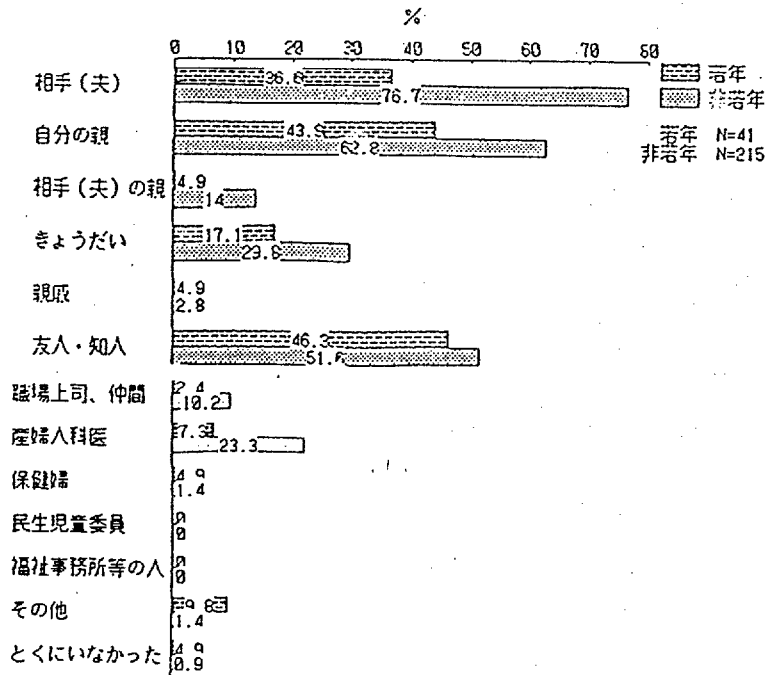 %
0 10 20 30 40 50 60 70 80
相手（夫） 36.6
76.7
若年
非若年
自分の親 43.9
62.8
若年 N=41
非若年 N=215
相手（夫）の親 4.9
14
きょうだい 17.1
29.8
親戚 4.9
2.8
友人・知人 46.3
51.6
職場上司、仲間 2.4
10.2
産婦人科医 7.3
23.3
保健婦 4.9
1.4
民生児童委員 0
0
福祉事務所等の人 0
0
その他 9.8
1.4
とくにいなかった 4.9
0.9